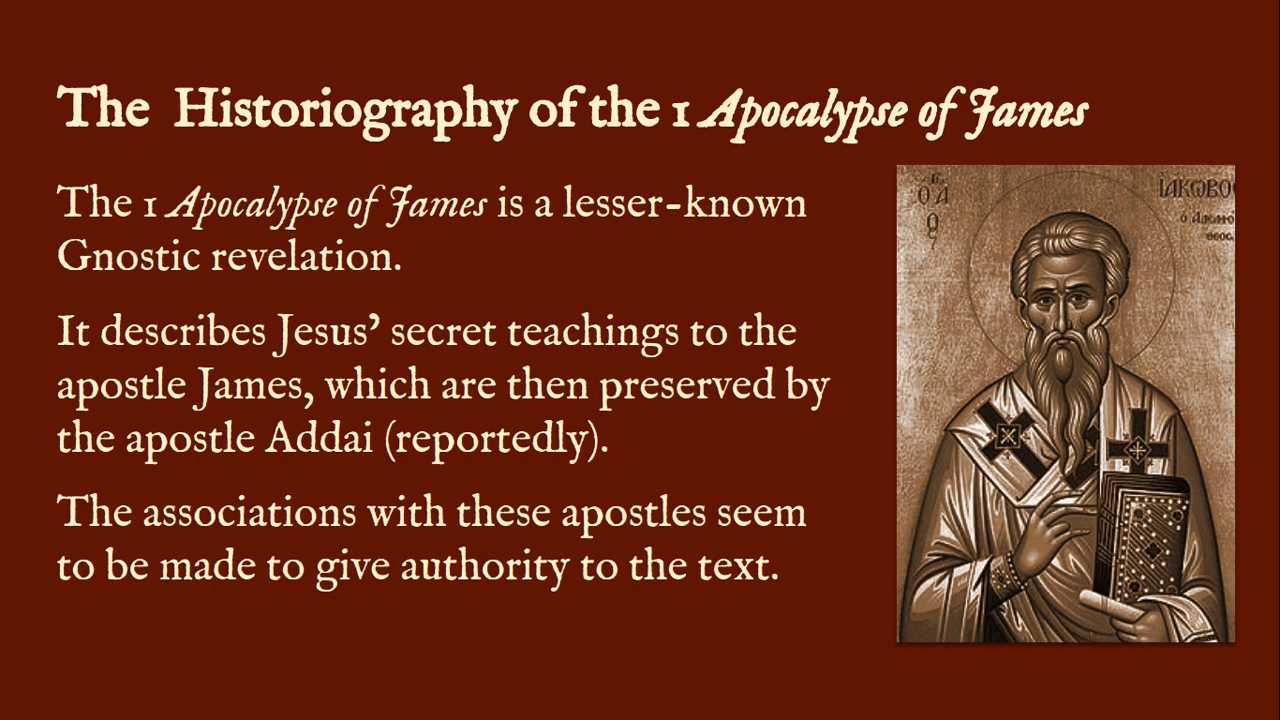 The  Historiography of the 1 Apocalypse of James
The 1 Apocalypse of James is a lesser-known
Gnostic revelation.
It describes Jesus’ secret teachings to the
apostle James, which are then preserved by
the apostle Addai (reportedly).
The associations with these apostles seem
to be made to give authority to the text.
ἸΑΚΩΒΟ